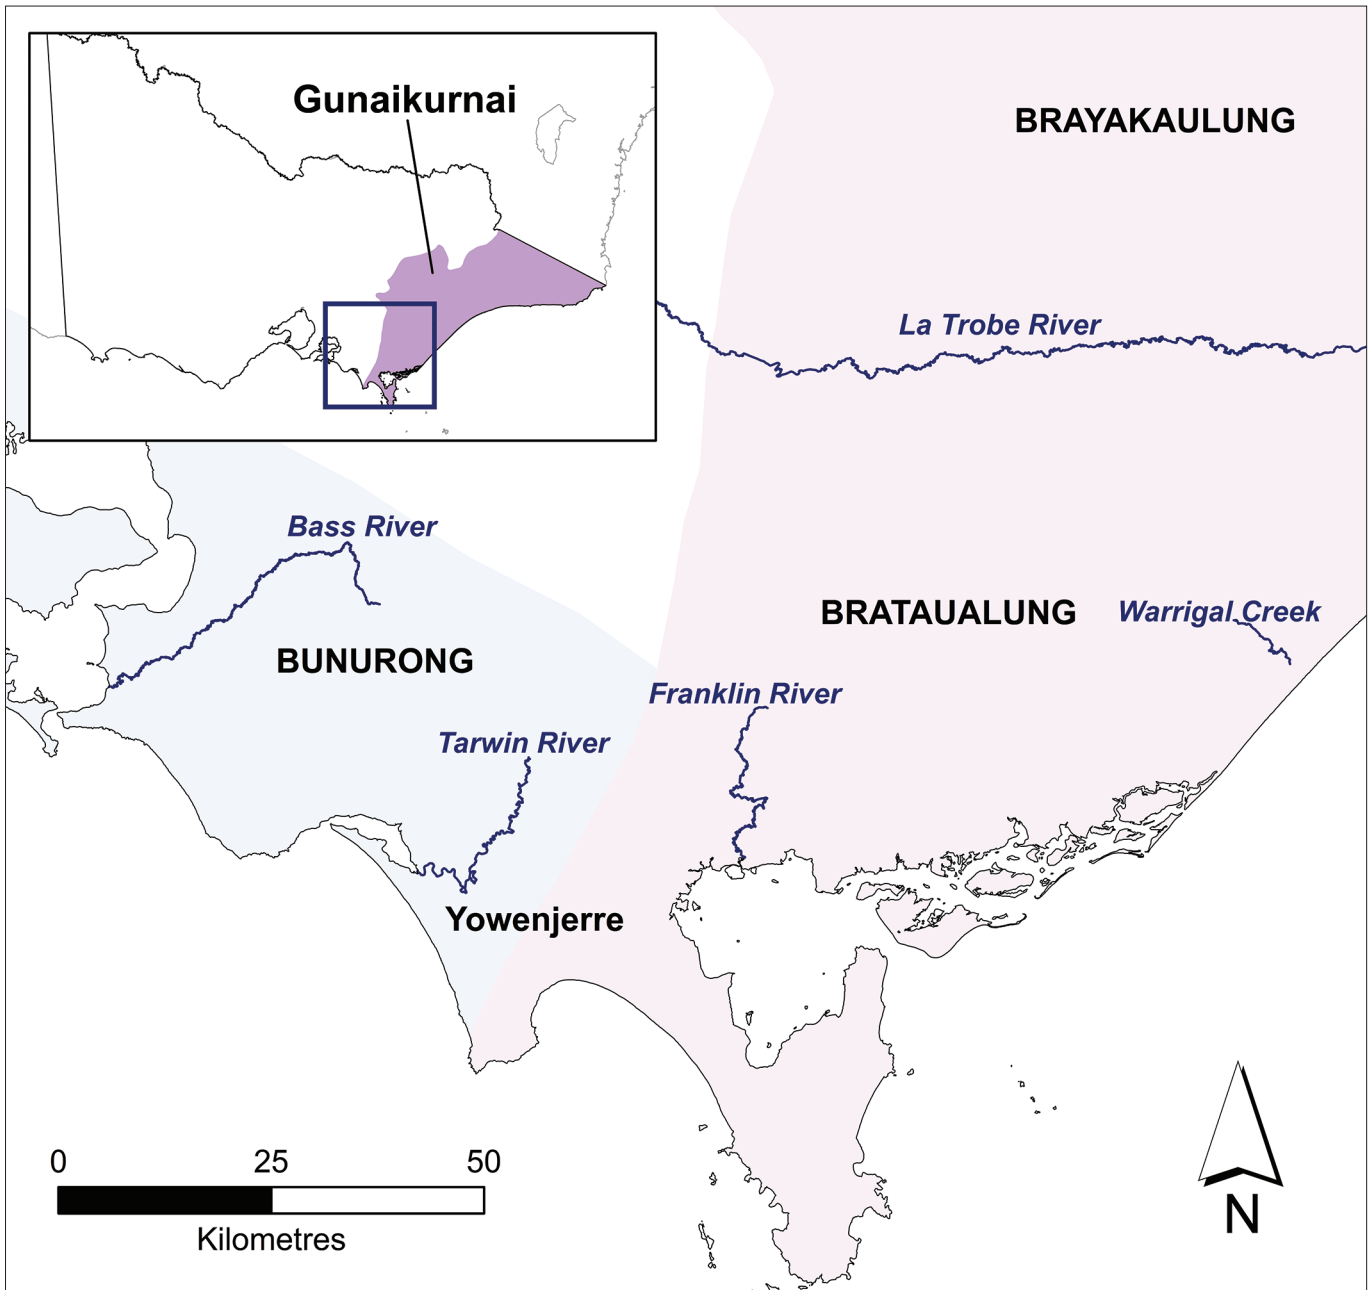 Gunaikurnai
BRAYAKAULUNG
La Trobe River
Bass River
BRATAUALUNG
Warrigal Creek
BUNURONG
Franklin River
Tarwin River
Yowenjerre
0 25 50
Kilometres
N